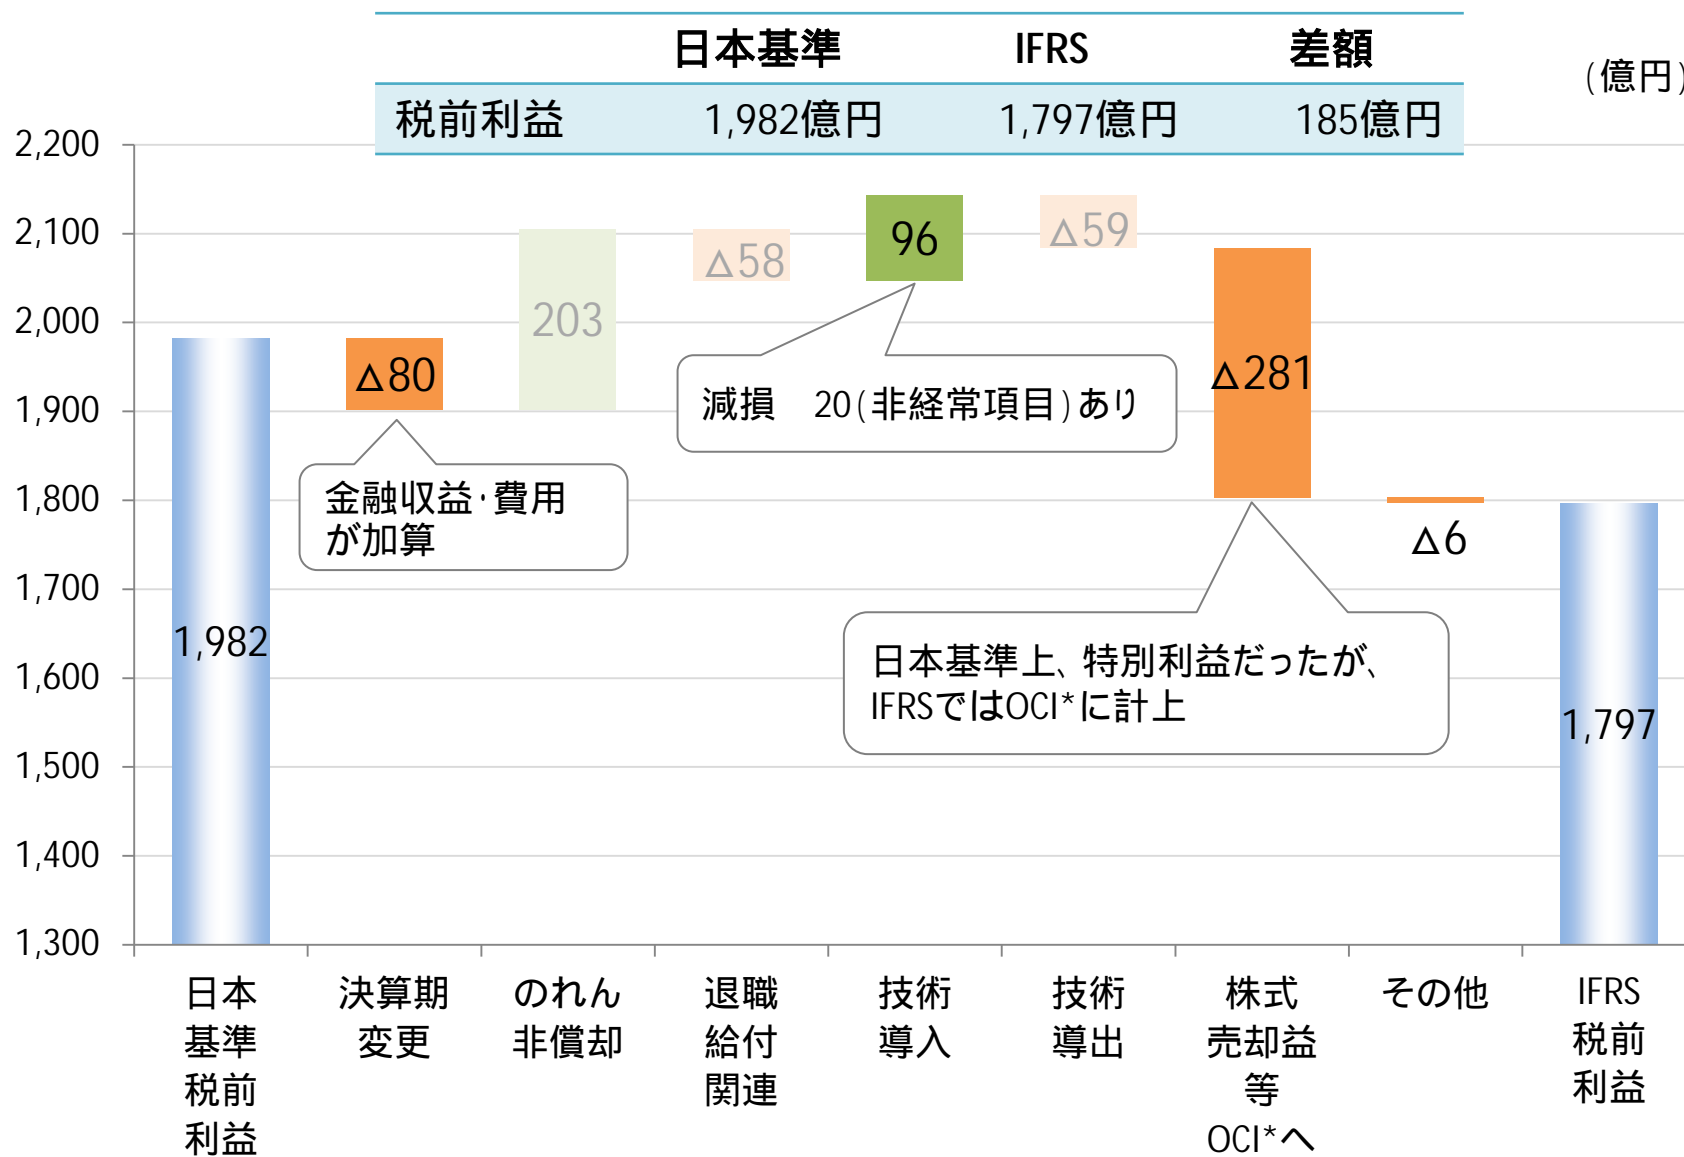 日本基準 IFRS 差額
(億円)
税前利益 1,982億円 1,797億円 185億円
2,200
2,100
2,000
1,900
1,800
1,700
1,600
1,500
1,400
1,300
1,982
△80
203
△58
96
△59
△281
△6
1,797
金融収益・費用
が加算
減損 20(非経常項目)あり
日本基準上、特別利益だったが、
IFRSではOCI*に計上
日本
基準
税前
利益
決算期
変更
のれん
非償却
退職
給付
関連
技術
導入
技術
導出
株式
売却益
等
OCI*へ
その他
IFRS
税前
利益